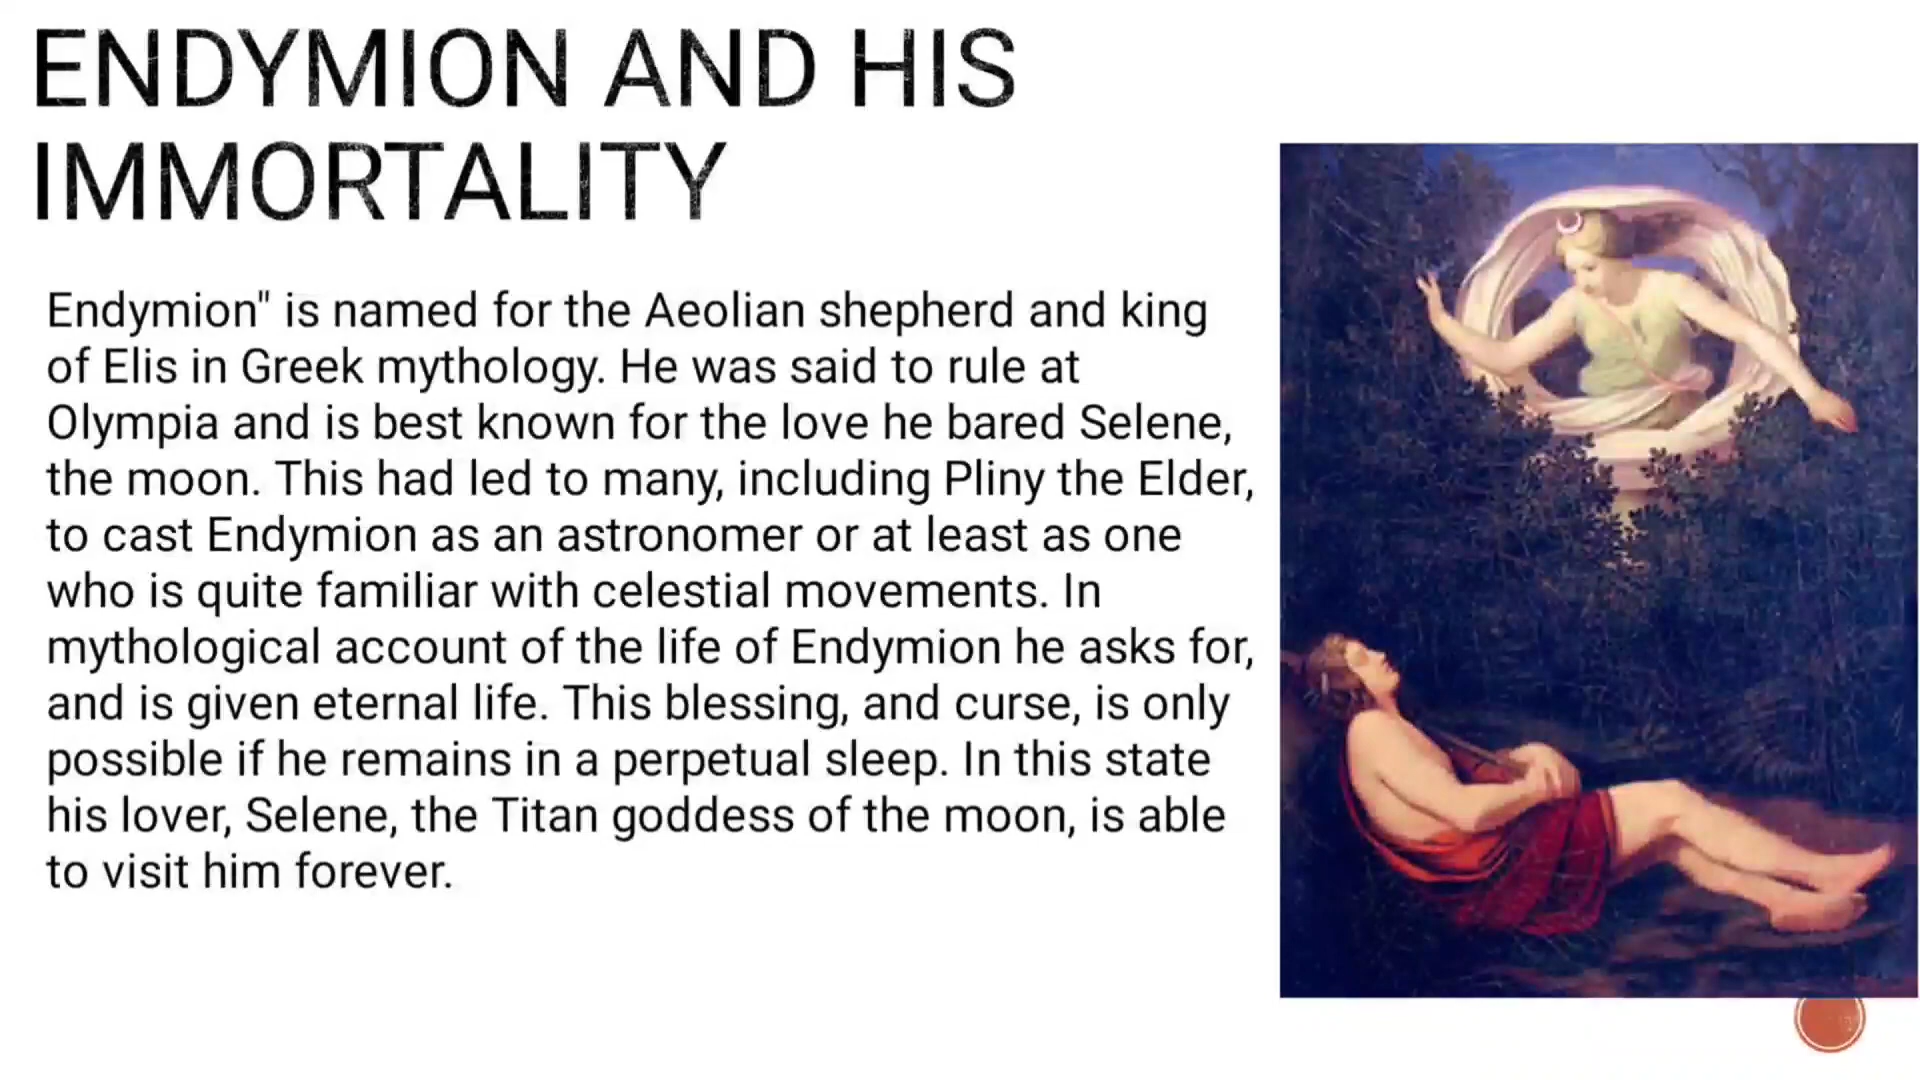 ENDYMION AND HIS
IMMORTALITY
Endymion" is named for the Aeolian shepherd and king
of Elis in Greek mythology. He was said to rule at
Olympia and is best known for the love he bared Selene,
the moon. This had led to many, including Pliny the Elder,
to cast Endymion as an astronomer or at least as one
who is quite familiar with celestial movements. In
mythological account of the life of Endymion he asks for,
and is given eternal life. This blessing, and curse, is only
possible if he remains in a perpetual sleep. In this state
his lover, Selene, the Titan goddess of the moon, is able
to visit him forever.